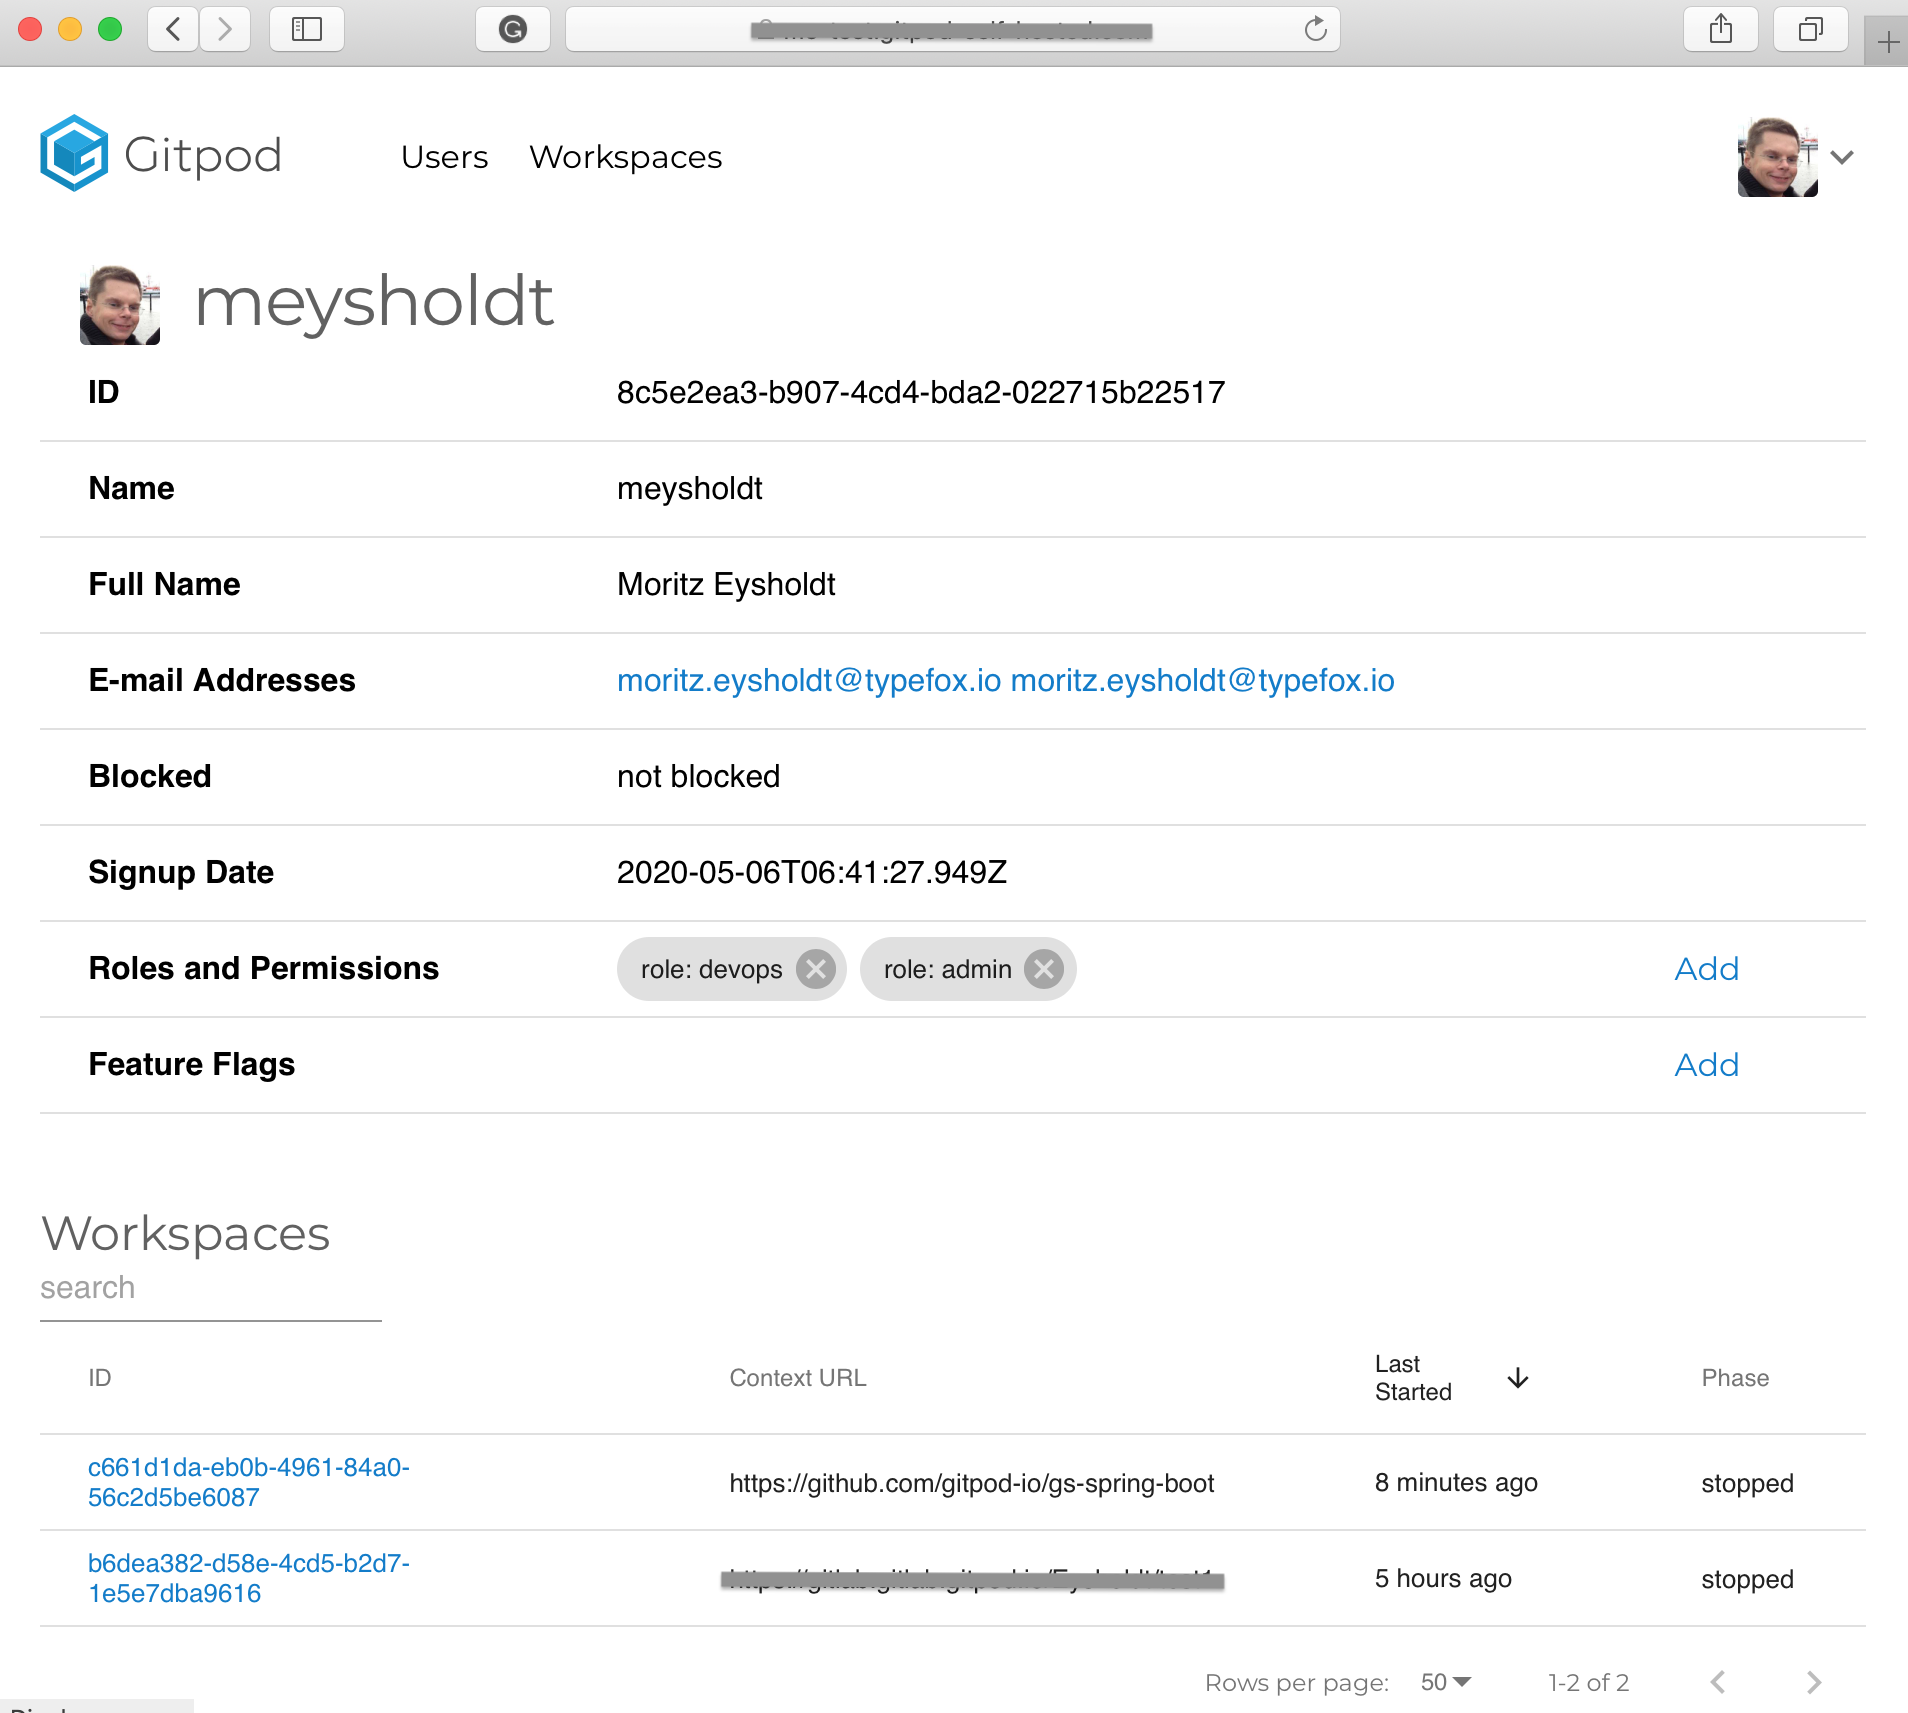 Gitpod Users Workspaces
meysholdt
ID 8c5e2ea3-b907-4cd4-bda2-022715b22517
Name meysholdt
Full Name Moritz Eysholdt
E-mail Addresses moritz.eysholdt@typefox.io moritz.eysholdt@typefox.io
Blocked not blocked
Signup Date 2020-05-06T06:41:27.949Z
Roles and Permissions role: devops role: admin Add
Feature Flags Add
Workspaces
search
ID Context URL Last Started Phase
c661d1da-eb0b-4961-84a0-
56c2d5be6087 https://github.com/gitpod-io/gs-spring-boot 8 minutes ago stopped
b6dea382-d58e-4cd5-b2d7-
1e5e7dba9616 5 hours ago stopped
Rows per page: 50 1-2 of 2